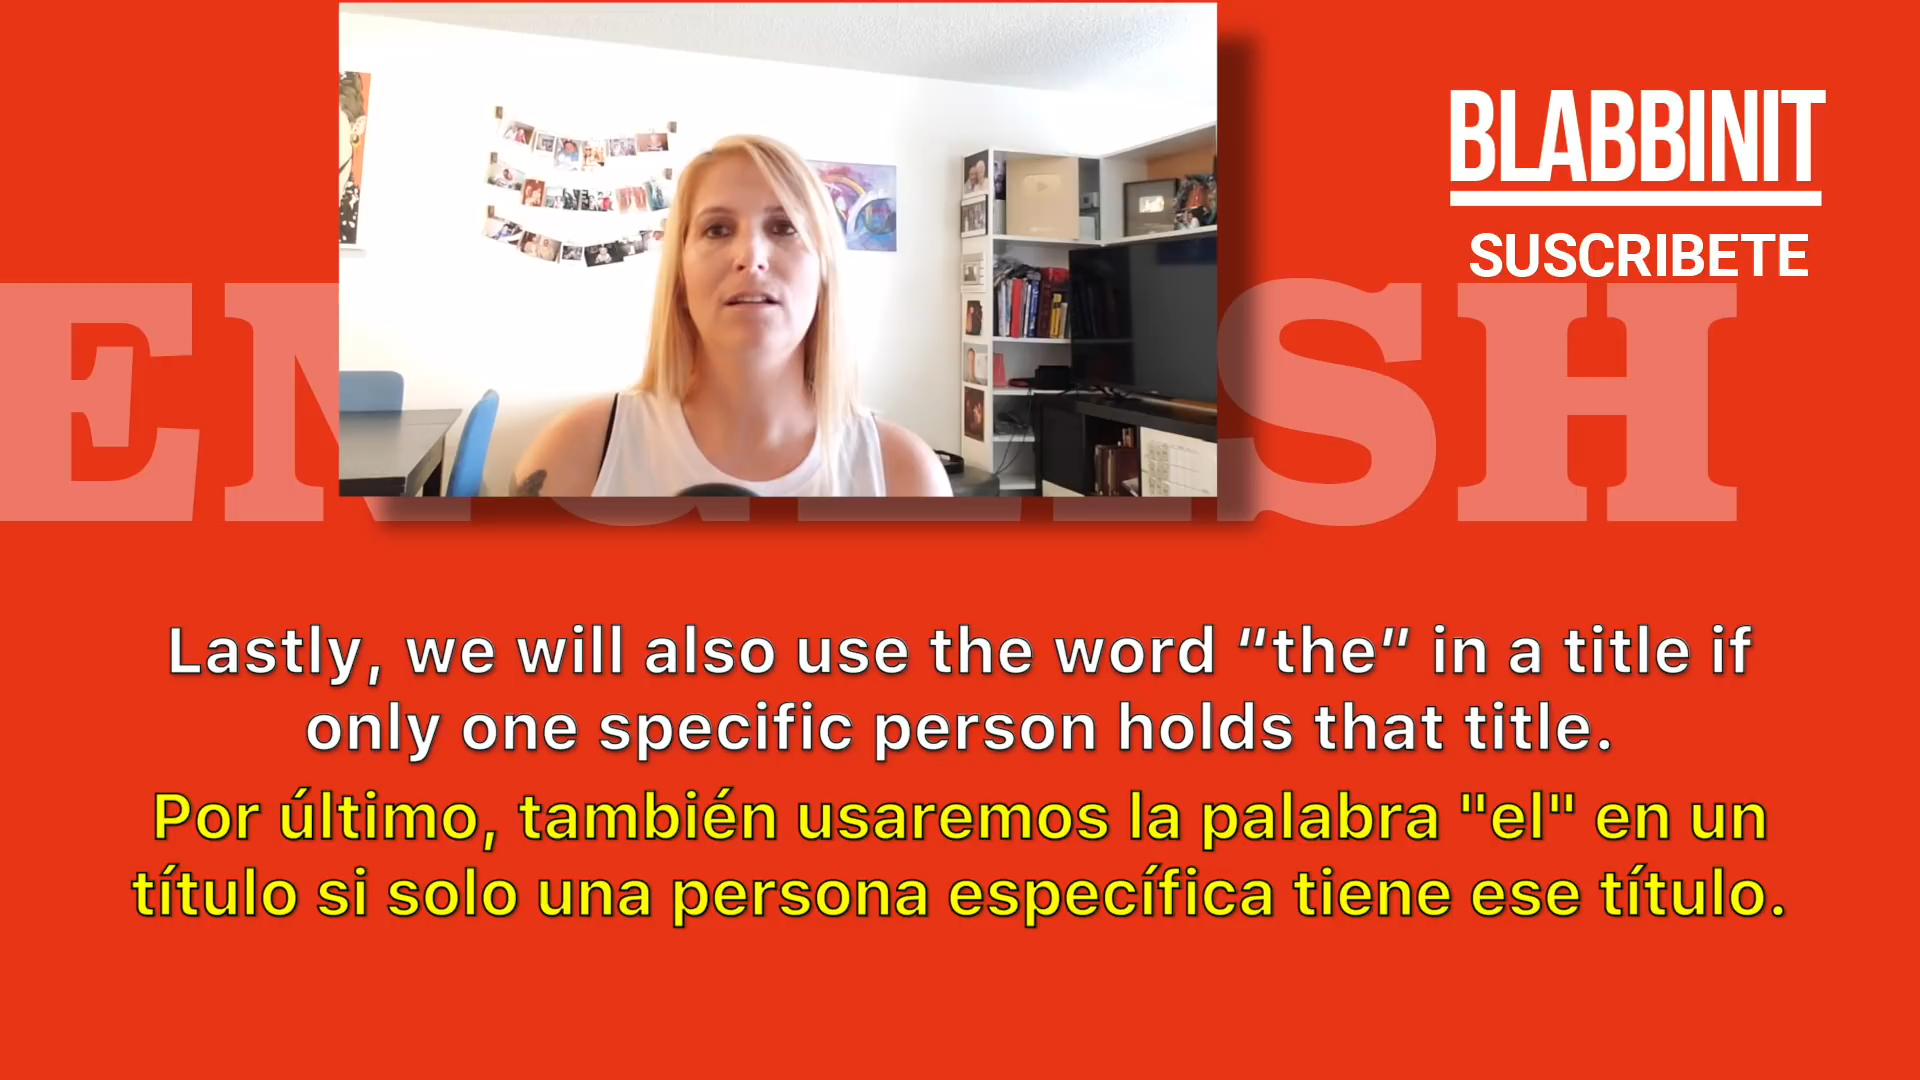 BLABBINIT
SUSCRIBETE
Lastly, we will also use the word “the” in a title if
only one specific person holds that title.
Por último, también usaremos la palabra "el" en un
título si solo una persona específica tiene ese título.